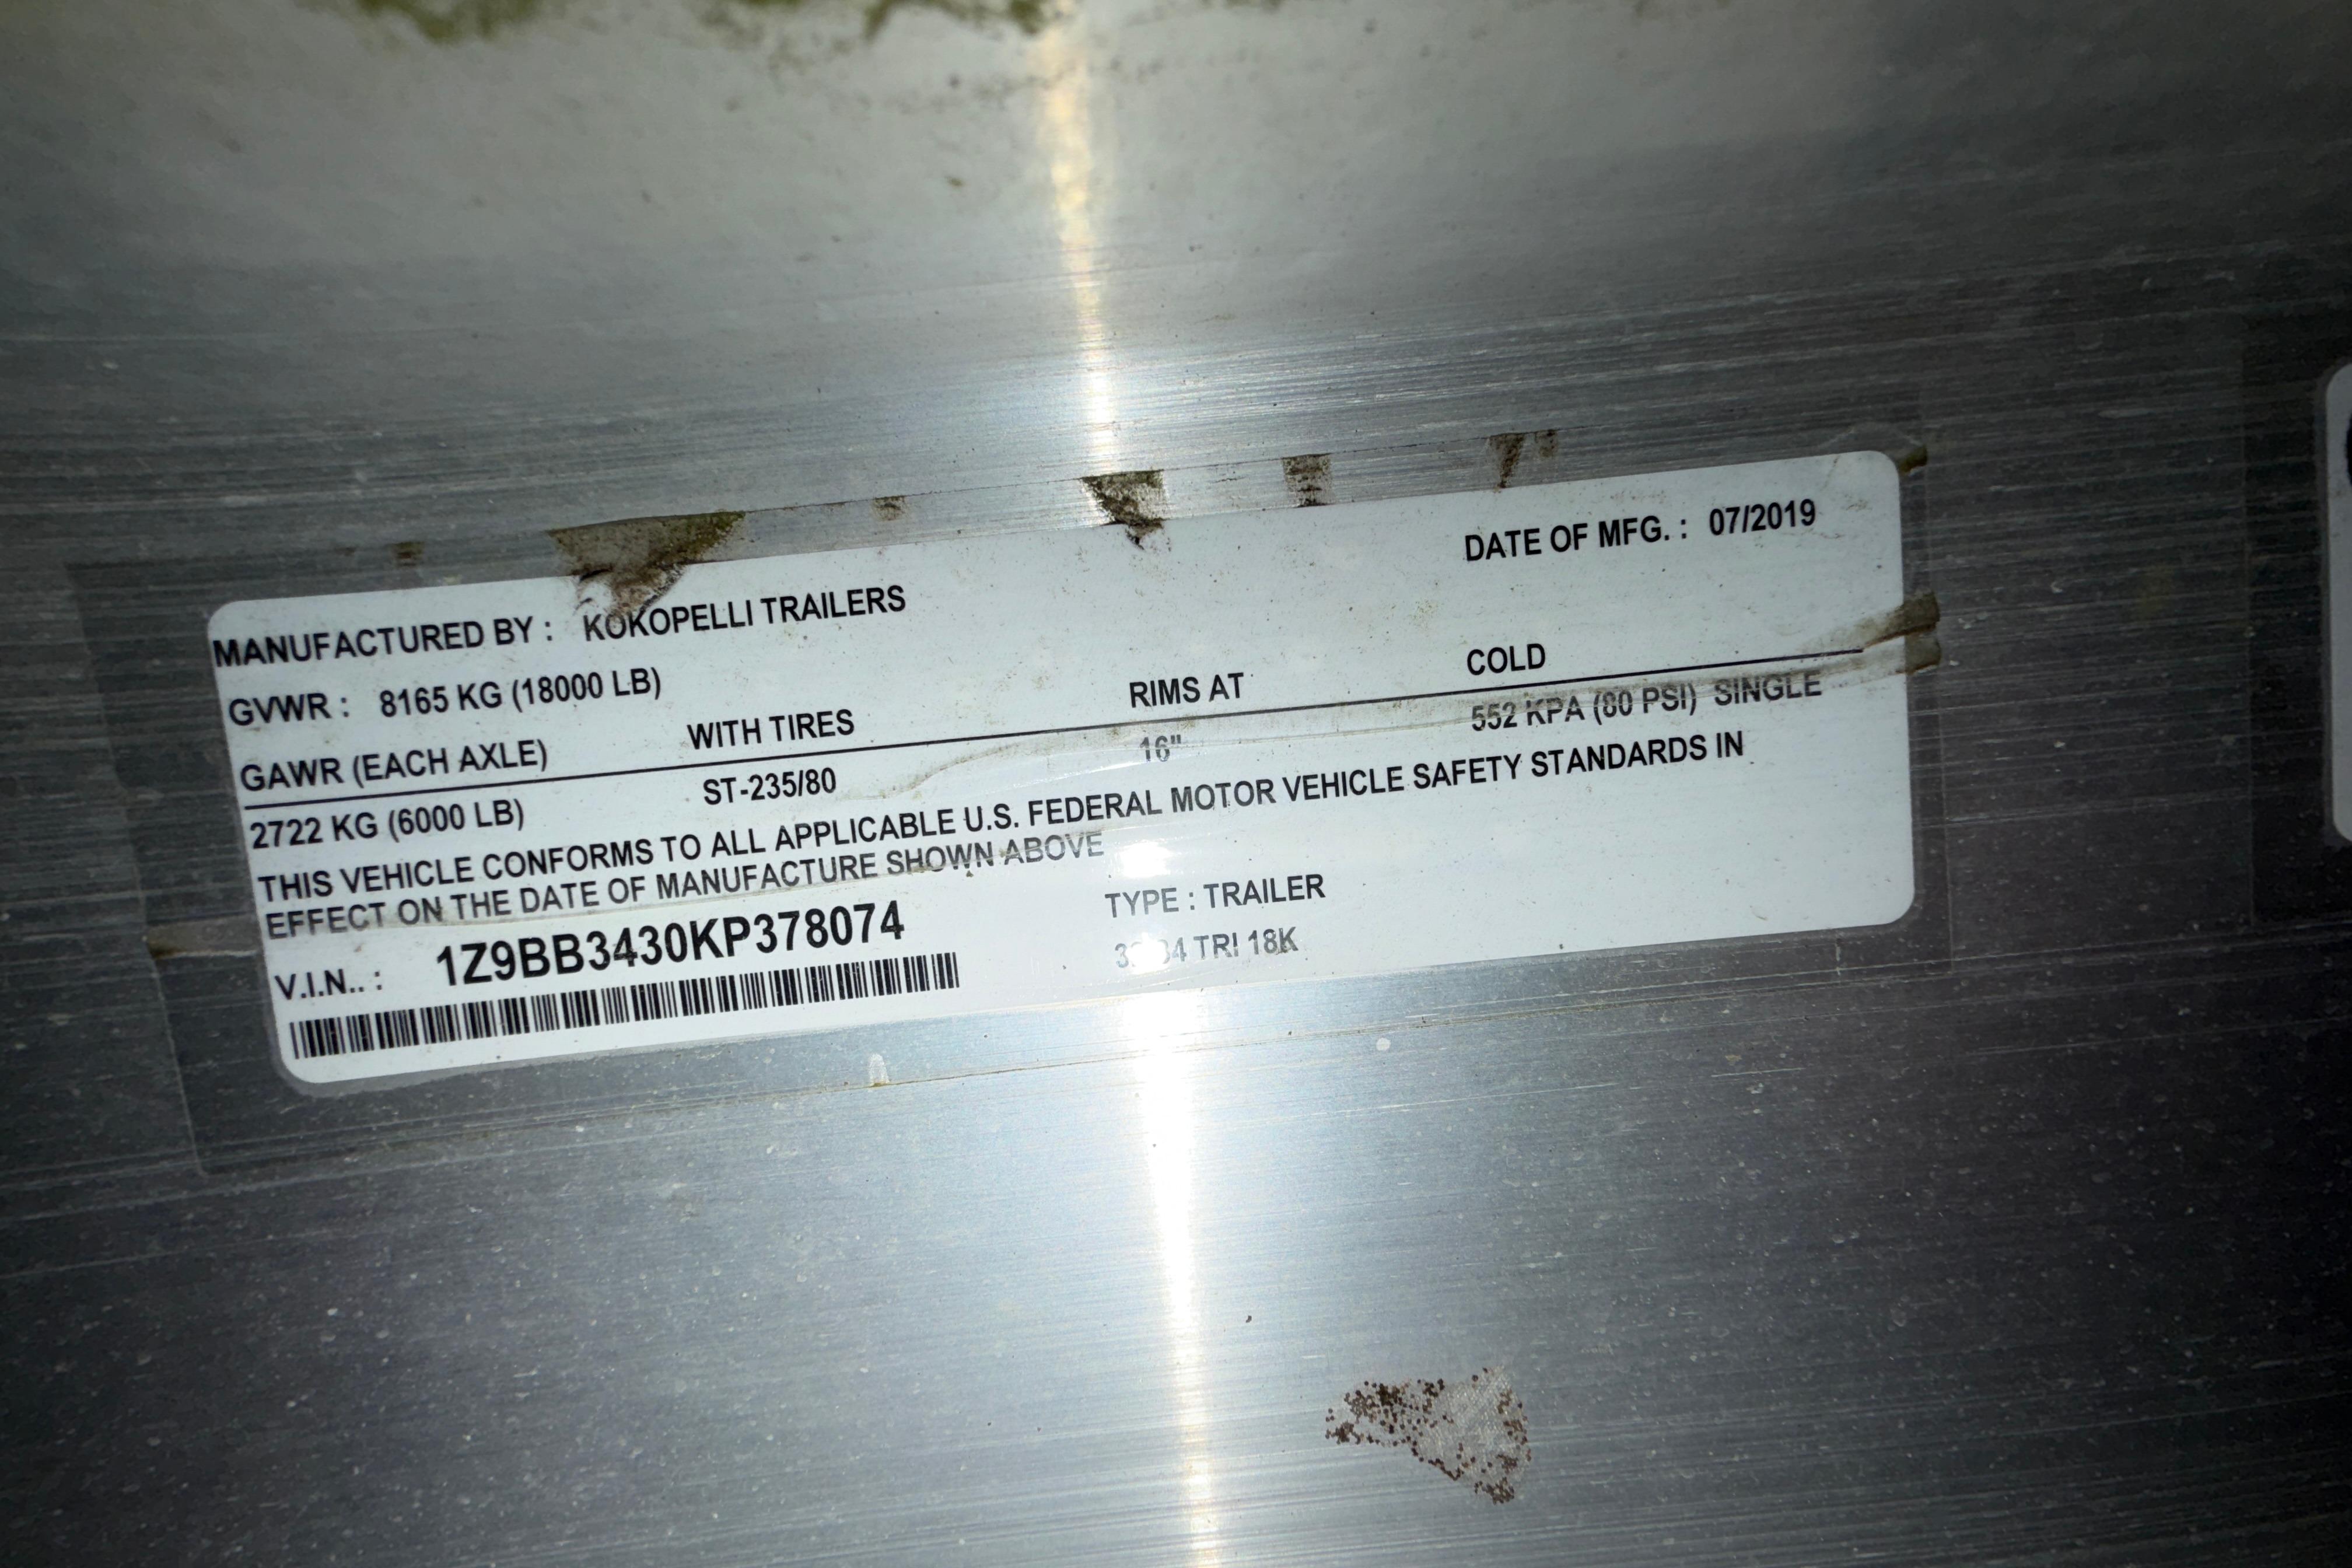 MANUFACTURED BY : KOKOPELLI TRAILERS DATE OF MFG. : 07/2019
GVWR : 8165 KG (18000 LB)
GAWR (EACH AXLE) WITH TIRES RIMS AT COLD
2722 KG (6000 LB) ST-235/80 16" 552 KPA (80 PSI) SINGLE
THIS VEHICLE CONFORMS TO ALL APPLICABLE U.S. FEDERAL MOTOR VEHICLE SAFETY STANDARDS IN
EFFECT ON THE DATE OF MANUFACTURE SHOWN ABOVE
V.I.N.. : 1Z9BB3430KP378074 TYPE : TRAILER
TRI 18K